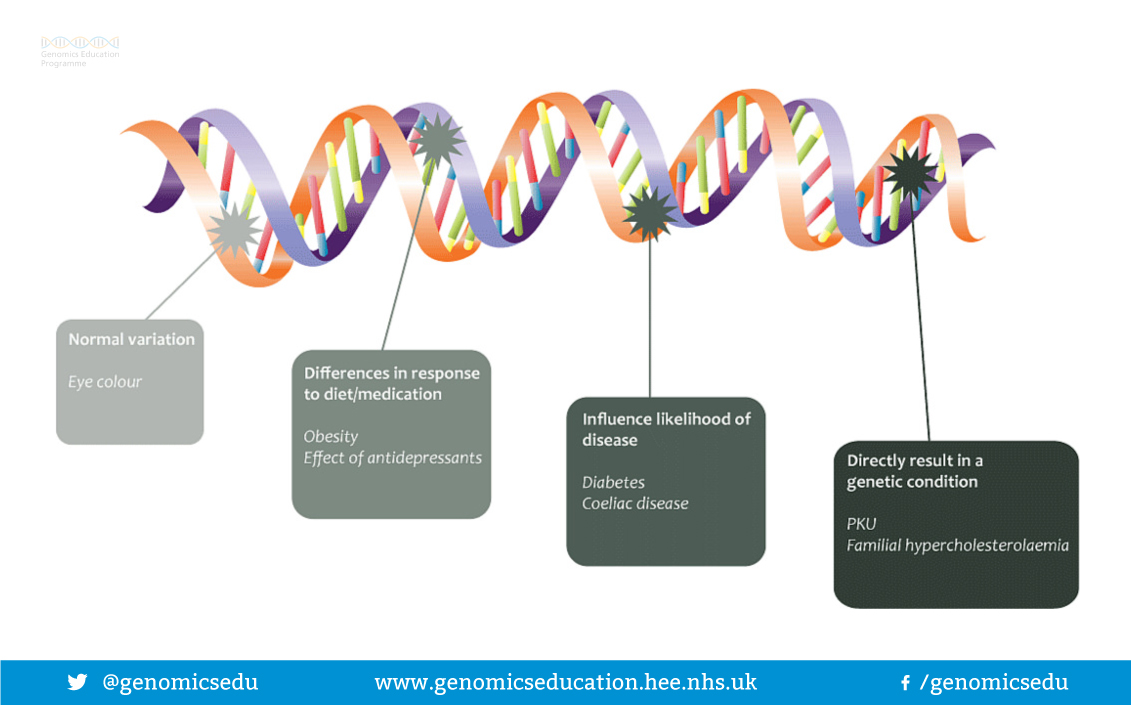 Genomics Education
Programme
Normal variation
Eye colour
Differences in response
to diet/medication
Obesity
Effect of antidepressants
Influence likelihood of
disease
Diabetes
Coeliac disease
Directly result in a
genetic condition
PKU
Familial hypercholesterolaemia
@genomicsedu
www.genomicseducation.hee.nhs.uk
/genomicsedu